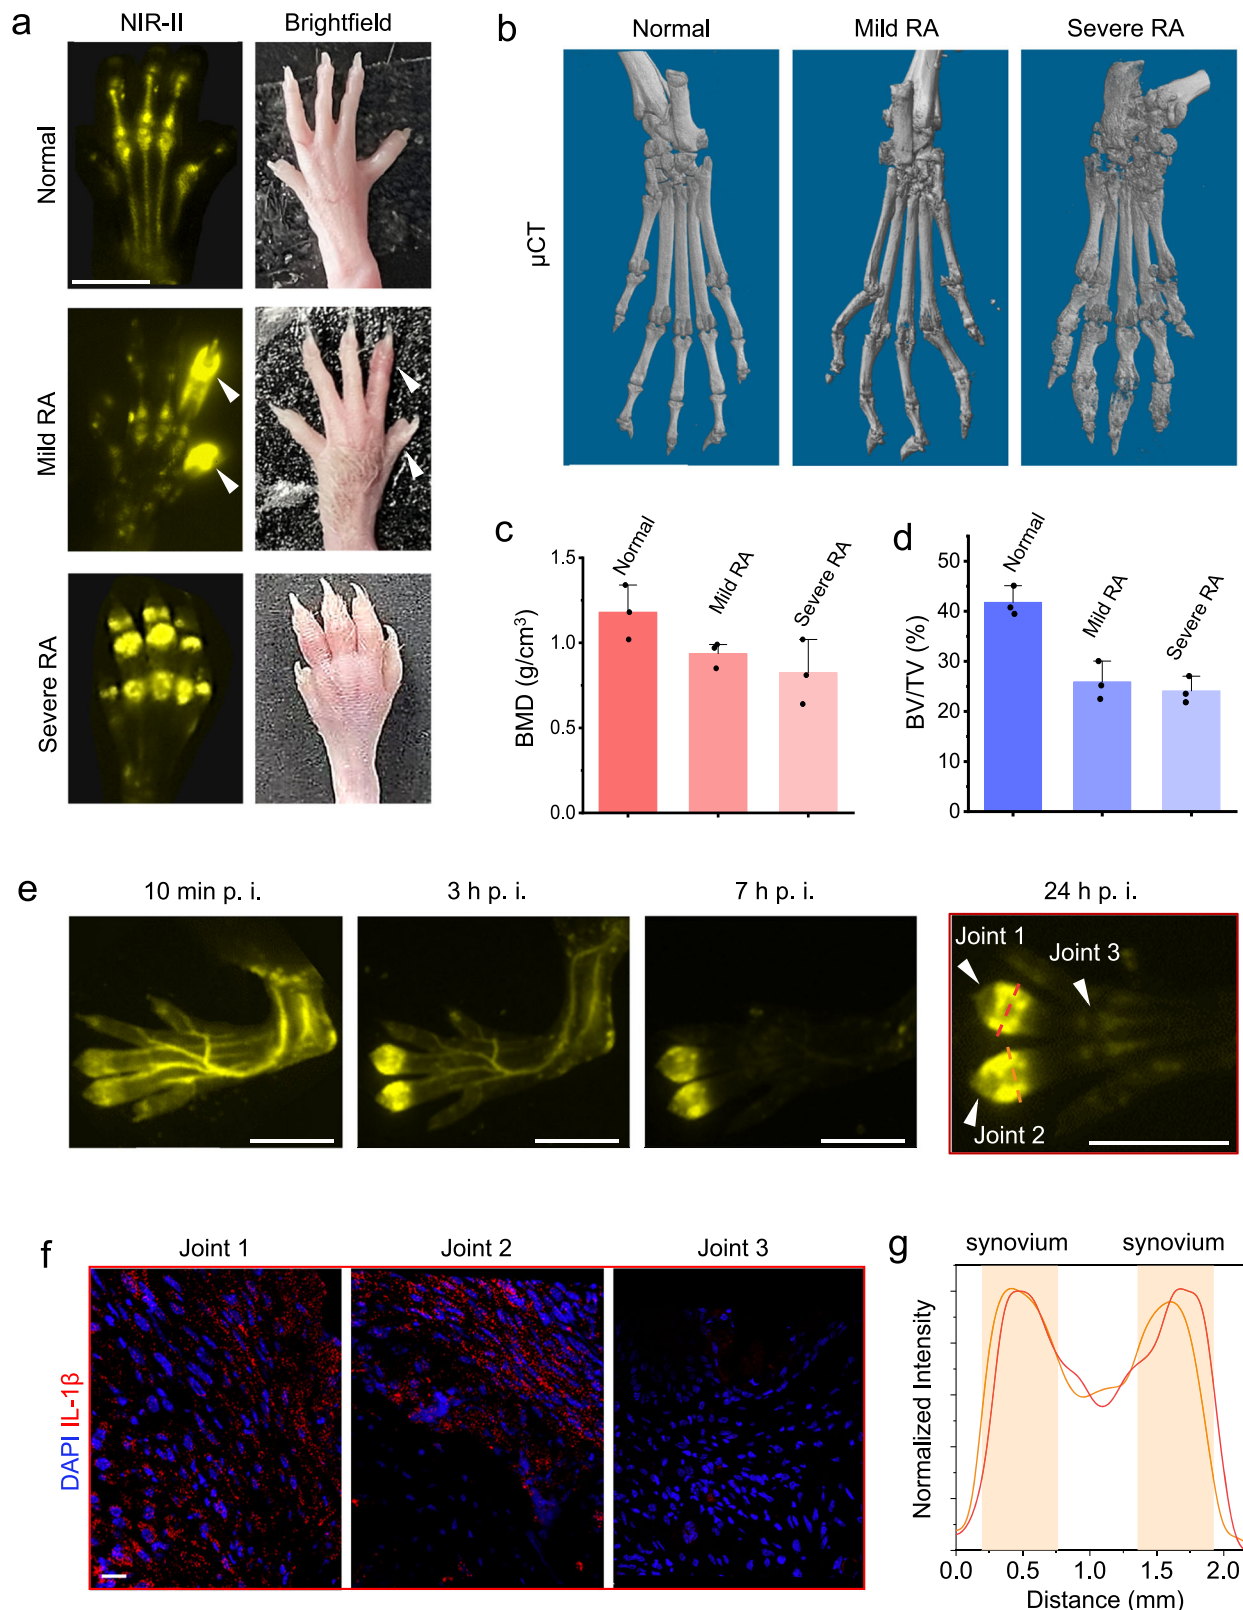 a
NIR-II
Brightfield
Normal
Mild RA
Severe RA
b
Normal
Mild RA
Severe RA
μCT
c
1.5
1.0
0.5
0.0
BMD (g/cm³)
Normal
Mild RA
Severe RA
d
50
40
30
20
10
0
BV/TV (%)
Normal
Mild RA
Severe RA
e
10 min p. i.
3 h p. i.
7 h p. i.
24 h p. i.
Joint 1
Joint 3
Joint 2
f
Joint 1
Joint 2
Joint 3
DAPI IL-1β
g
synovium
synovium
Normalized Intensity
0.0
0.5
1.0
1.5
2.0
Distance (mm)